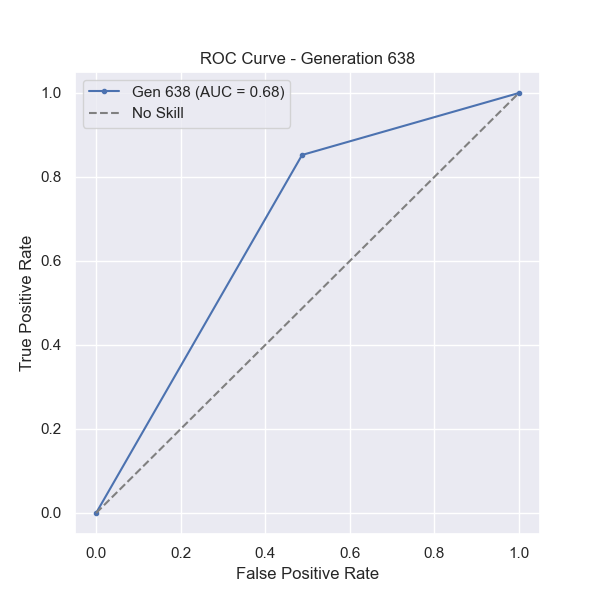 ROC Curve - Generation 638
Gen 638 (AUC = 0.68)
No Skill
True Positive Rate
1.0
0.8
0.6
0.4
0.2
0.0
0.0 0.2 0.4 0.6 0.8 1.0
False Positive Rate